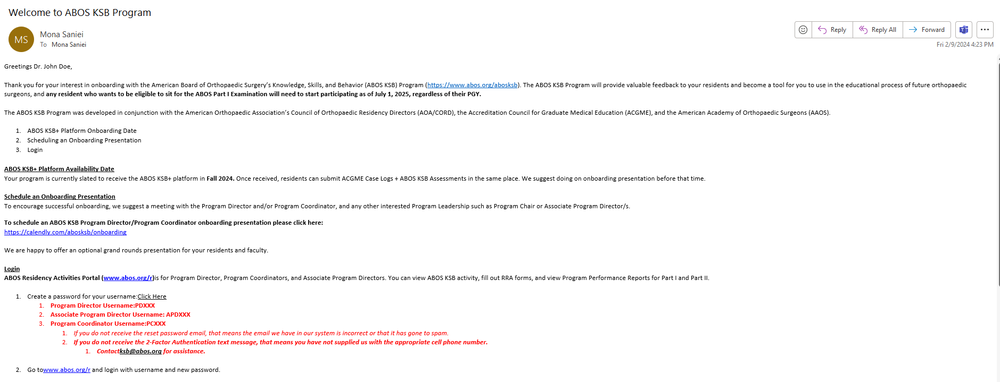 Welcome to ABOS KSB Program
MS
Mona Saniei
To Mona Saniei
Reply
Reply All
Forward
Fri 2/9/2024 4:23 PM
Greetings Dr. John Doe,
Thank you for your interest in onboarding with the American Board of Orthopaedic Surgery's Knowledge, Skills, and Behavior (ABOS KSB) Program (https://www.abos.org/abosksb). The ABOS KSB Program will provide valuable feedback to your residents and become a tool for you to use in the educational process of future orthopaedic
surgeons, and any resident who wants to be eligible to sit for the ABOS Part I Examination will need to start participating as of July 1, 2025, regardless of their PGY.
The ABOS KSB Program was developed in conjunction with the American Orthopaedic Association's Council of Orthopaedic Residency Directors (AOA/CORD), the Accreditation Council for Graduate Medical Education (ACGME), and the American Academy of Orthopaedic Surgeons (AAOS).
1. ABOS KSB+ Platform Onboarding Date
2. Scheduling an Onboarding Presentation
3. Login
ABOS KSB+ Platform Availability Date
Your program is currently slated to receive the ABOS KSB+ platform in Fall 2024. Once received, residents can submit ACGME Case Logs + ABOS KSB Assessments in the same place. We suggest doing on onboarding presentation before that time.
Schedule an Onboarding Presentation
To encourage successful onboarding, we suggest a meeting with the Program Director and/or Program Coordinator, and any other interested Program Leadership such as Program Chair or Associate Program Director/s.
To schedule an ABOS KSB Program Director/Program Coordinator onboarding presentation please click here:
https://calendly.com/abosksb/onboarding
We are happy to offer an optional grand rounds presentation for your residents and faculty.
Login
ABOS Residency Activities Portal (www.abos.org/r)is for Program Director, Program Coordinators, and Associate Program Directors. You can view ABOS KSB activity, fill out RRA forms, and view Program Performance Reports for Part I and Part II.
1. Create a password for your username:Click Here
1. Program Director Username:PDXXX
2. Associate Program Director Username: APDXXX
3. Program Coordinator Username:PCXXX
1. If you do not receive the reset password email, that means the email we have in our system is incorrect or that it has gone to spam.
2. If you do not receive the 2-Factor Authentication text message, that means you have not supplied us with the appropriate cell phone number.
1. Contactksb@abos.org for assistance.
2. Go towww.abos.org/r and login with username and new password.